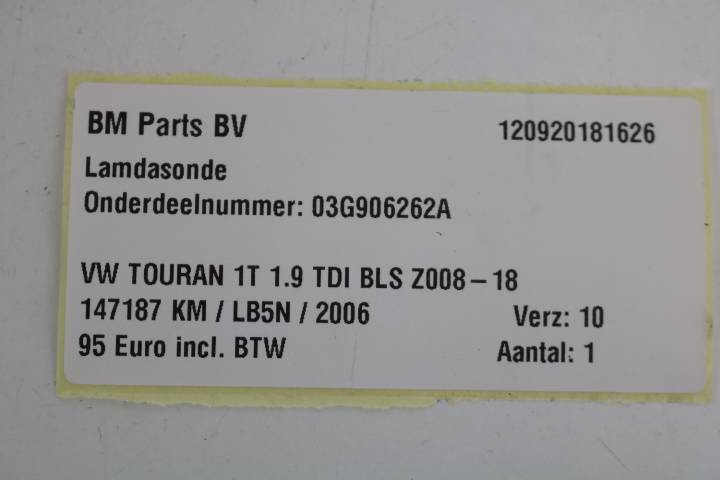 BM Parts BV 120920181626
Lamdasonde
Onderdeelnummer: 03G906262A
VW TOURAN 1T 1.9 TDI BLS Z008-18
147187 KM / LB5N / 2006 Verz: 10
95 Euro incl. BTW Aantal: 1